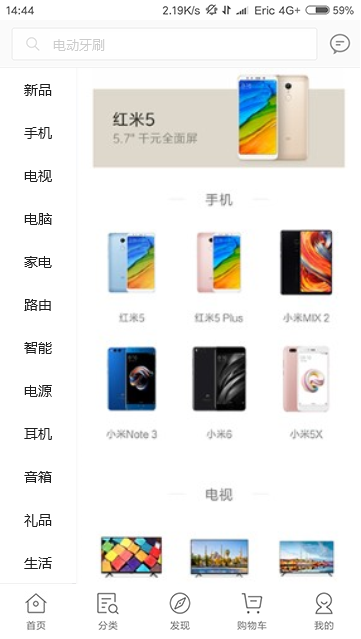 14:44 2.19K/s Eric 4G+ 59%
电动牙刷
新品
手机
电视
电脑
家电
路由
智能
电源
耳机
音箱
礼品
生活
红米5
5.7" 千元全面屏
手机
红米5 红米5 Plus 小米MIX 2
小米Note 3 小米6 小米5X
电视
首页 分类 发现 购物车 我的